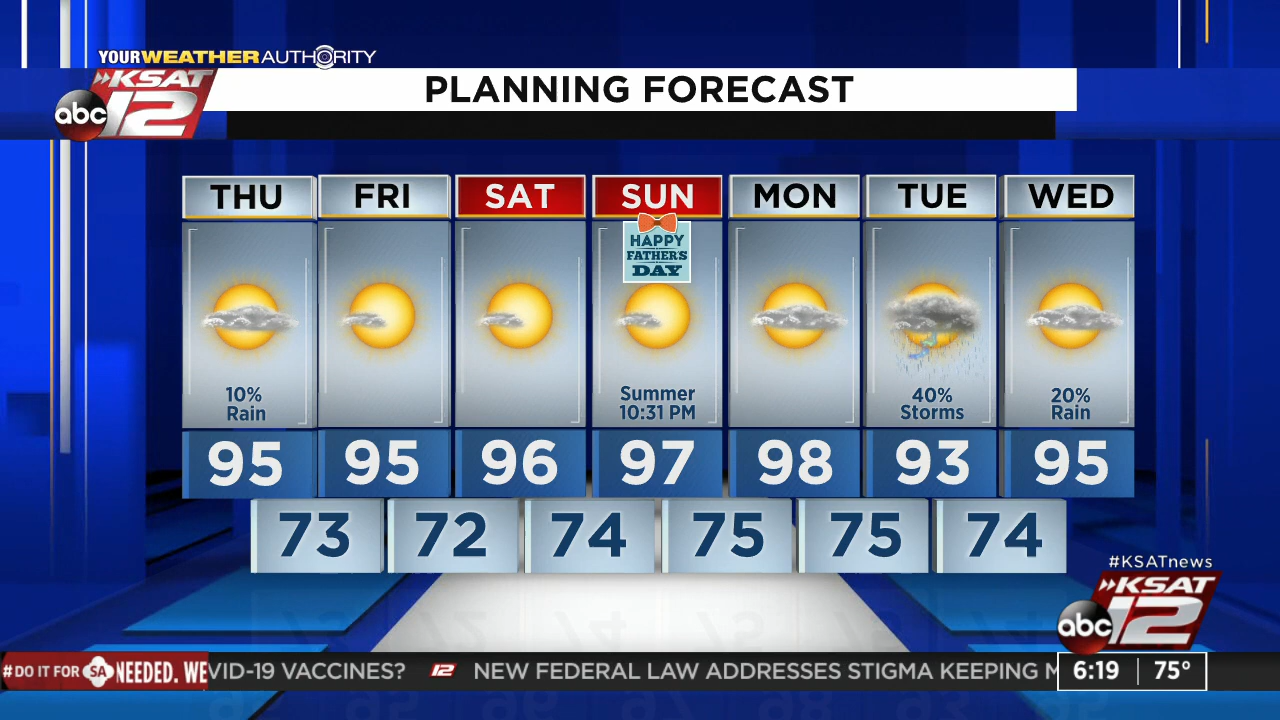 YOURWEATHERAUTHORITY
KSAT
abc 12
PLANNING FORECAST
THU FRI SAT SUN MON TUE WED
HAPPY
FATHER'S
DAY
10%
Rain
Summer
10:31 PM
40%
Storms
20%
Rain
95 95 96 97 98 93 95
73 72 74 75 75 74
#KSATnews
KSAT
abc 12
#DO IT FOR SA NEEDED. WE VID-19 VACCINES? 12 NEW FEDERAL LAW ADDRESSES STIGMA KEEPING M 6:19 75°